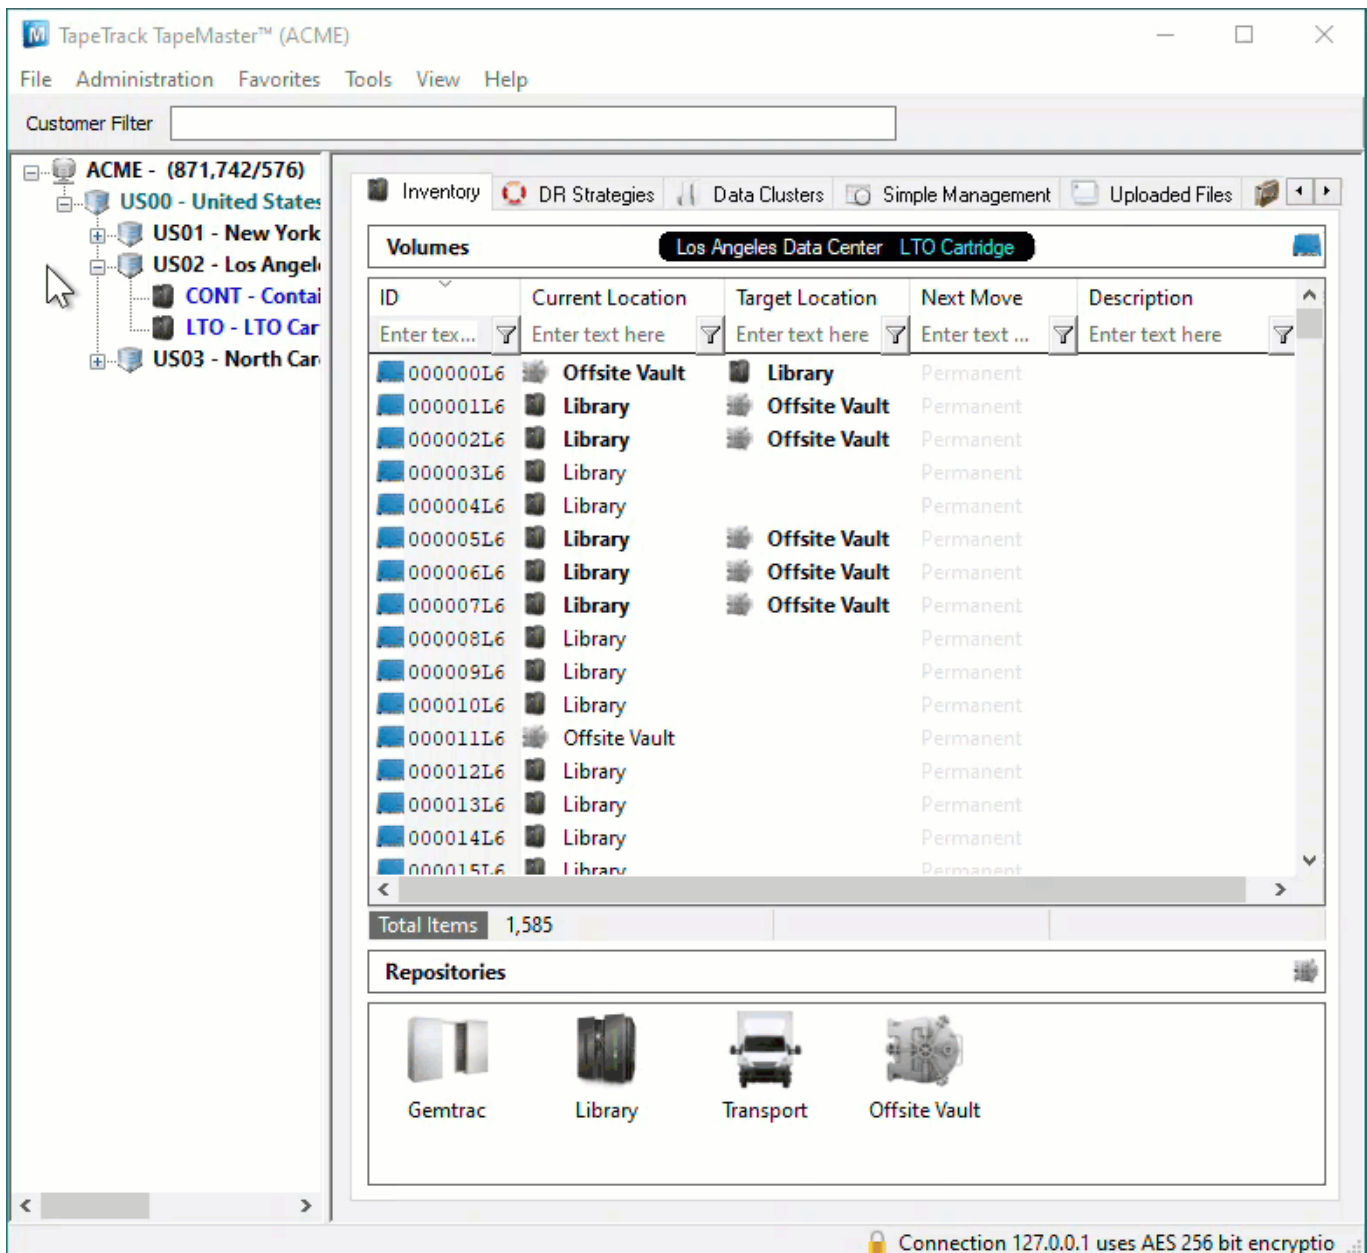 TapeTrack TapeMaster™ (ACME)
File Administration Favorites Tools View Help
Customer Filter
ACME - (871,742/576)
US00 - United States
US01 - New York
US02 - Los Angel
CONT - Contai
LTO - LTO Car
US03 - North Car
Inventory DR Strategies Data Clusters Simple Management Uploaded Files
Volumes Los Angeles Data Center LTO Cartridge
ID Current Location Target Location Next Move Description
Enter tex... Enter text here Enter text here Enter text ... Enter text here
000000L6 Offsite Vault Library Permanent
000001L6 Library Offsite Vault Permanent
000002L6 Library Offsite Vault Permanent
000003L6 Library Permanent
000004L6 Library Permanent
000005L6 Library Offsite Vault Permanent
000006L6 Library Offsite Vault Permanent
000007L6 Library Offsite Vault Permanent
000008L6 Library Permanent
000009L6 Library Permanent
000010L6 Library Permanent
000011L6 Offsite Vault Permanent
000012L6 Library Permanent
000013L6 Library Permanent
000014L6 Library Permanent
000015L6 Library Permanent
Total Items 1,585
Repositories
Gemtrac Library Transport Offsite Vault
Connection 127.0.0.1 uses AES 256 bit encryptio